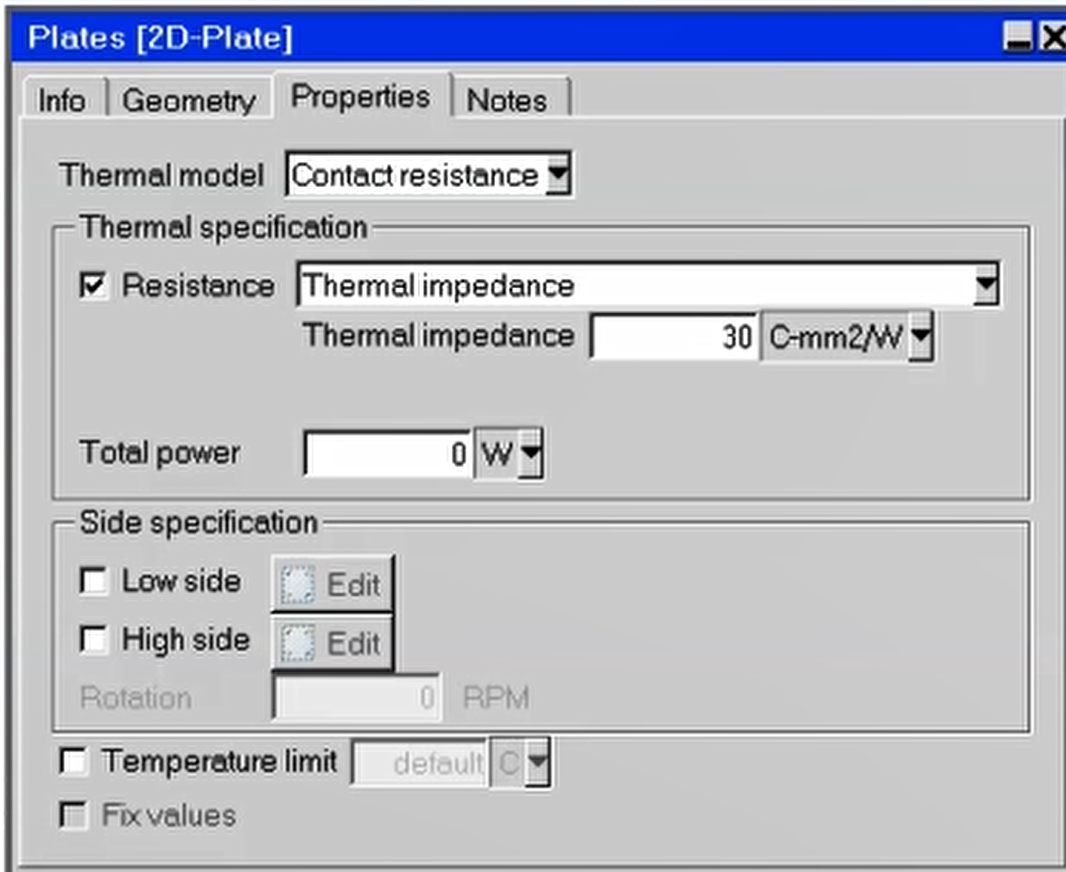 Plates [2D-Plate]
Info Geometry Properties Notes
Thermal model Contact resistance
Thermal specification
Resistance Thermal impedance
Thermal impedance 30 C-mm2/W
Total power 0 W
Side specification
Low side Edit
High side Edit
Rotation 0 RPM
Temperature limit default C
Fix values